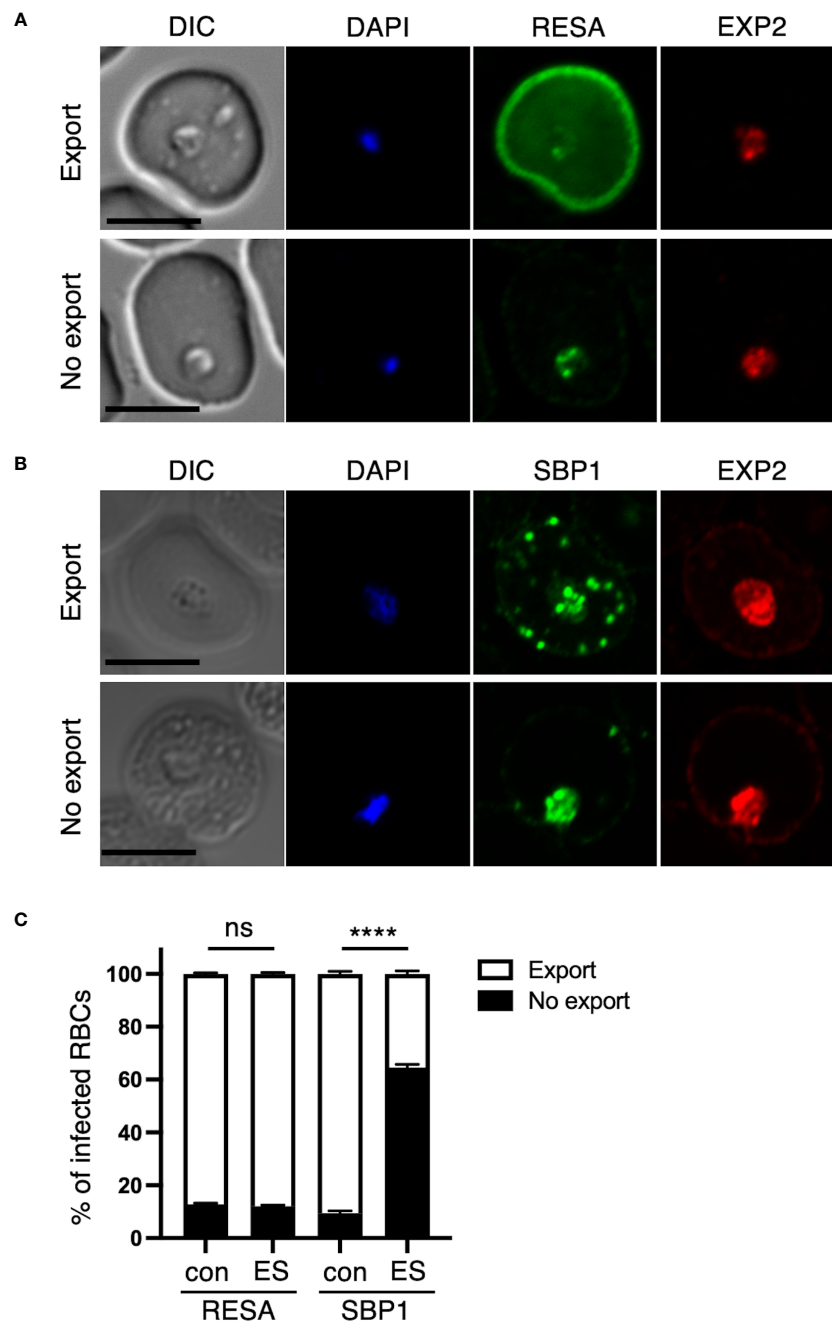 A
DIC DAPI RESA EXP2
Export
No export
B
DIC DAPI SBP1 EXP2
Export
No export
C
ns ****
% of infected RBCs
100
80
60
40
20
0
con ES con ES
RESA SBP1
Export
No export